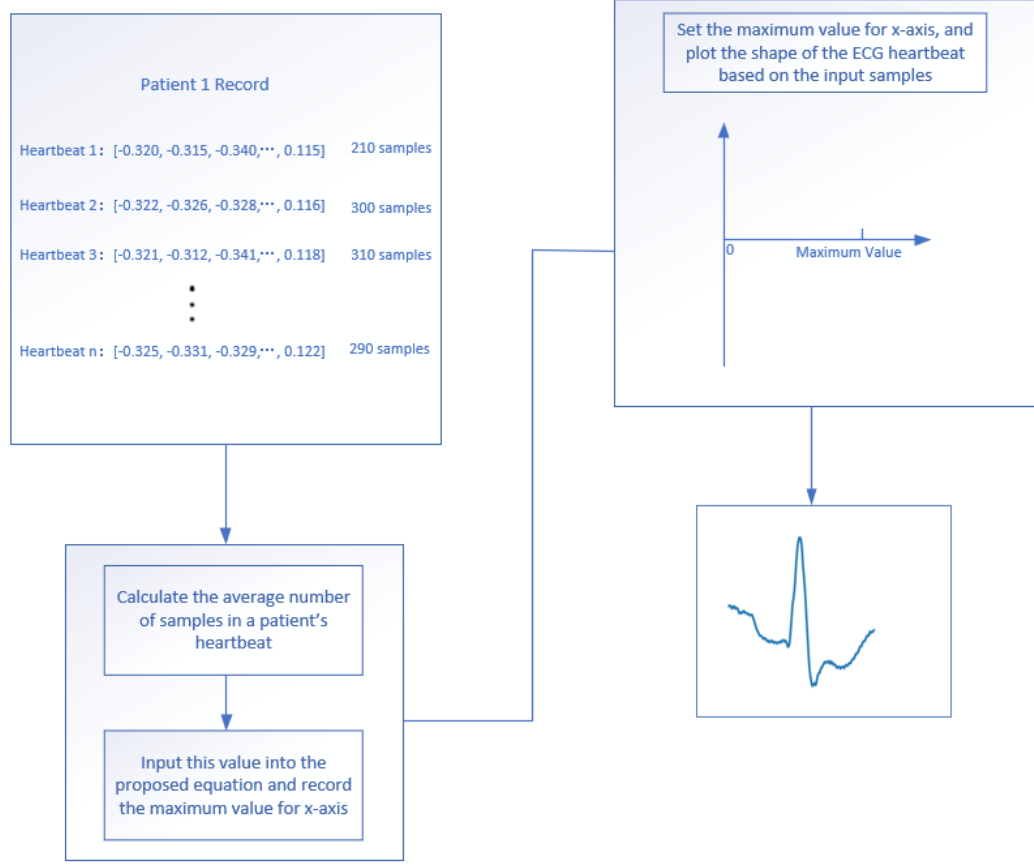 Patient 1 Record
Heartbeat 1: [-0.320, -0.315, -0.340,···, 0.115] 210 samples
Heartbeat 2: [-0.322, -0.326, -0.328,···, 0.116] 300 samples
Heartbeat 3: [-0.321, -0.312, -0.341,···, 0.118] 310 samples
Heartbeat n: [-0.325, -0.331, -0.329,···, 0.122] 290 samples
Calculate the average number
of samples in a patient's
heartbeat
Input this value into the
proposed equation and record
the maximum value for x-axis
Set the maximum value for x-axis, and
plot the shape of the ECG heartbeat
based on the input samples
0
Maximum Value